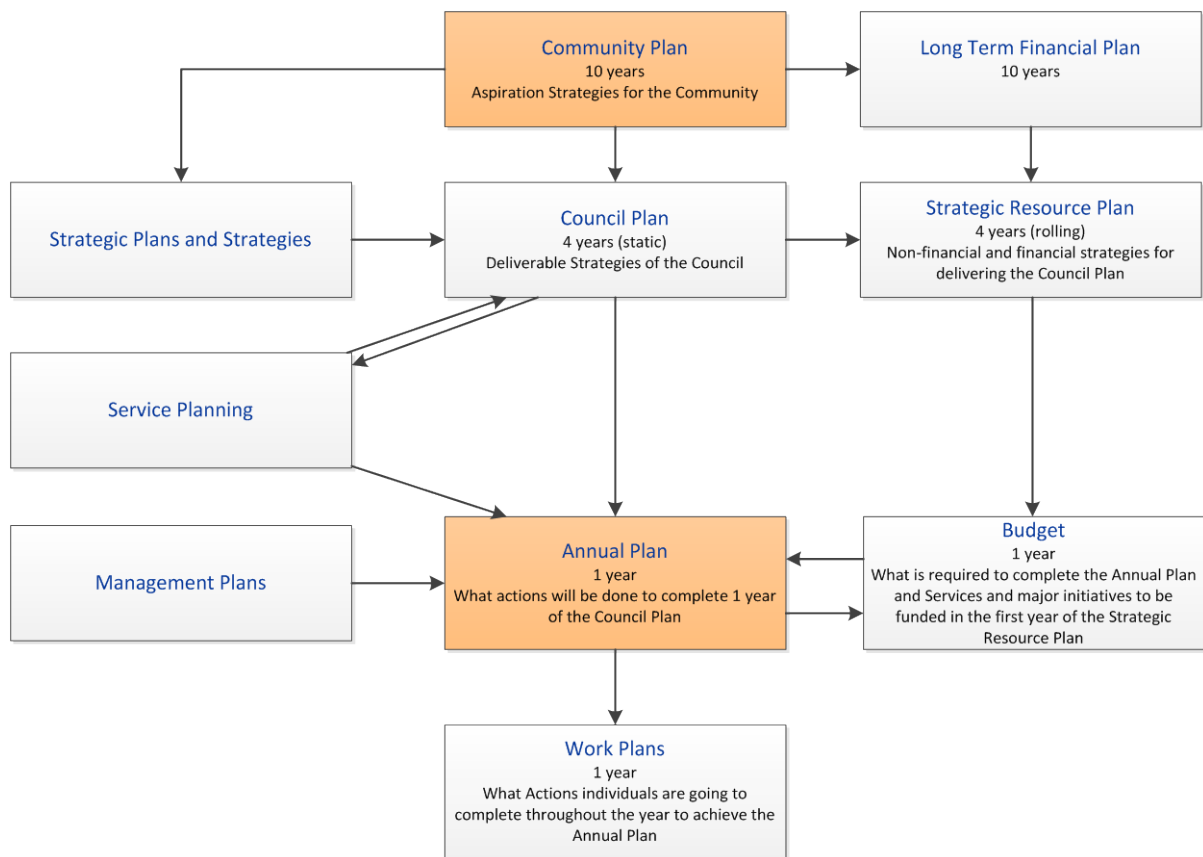 Community Plan
10 years
Aspiration Strategies for the Community
Long Term Financial Plan
10 years
Strategic Plans and Strategies
Council Plan
4 years (static)
Deliverable Strategies of the Council
Strategic Resource Plan
4 years (rolling)
Non-financial and financial strategies for
delivering the Council Plan
Service Planning
Management Plans
Annual Plan
1 year
What actions will be done to complete 1 year
of the Council Plan
Budget
1 year
What is required to complete the Annual Plan
and Services and major initiatives to be
funded in the first year of the Strategic
Resource Plan
Work Plans
1 year
What Actions individuals are going to
complete throughout the year to achieve the
Annual Plan